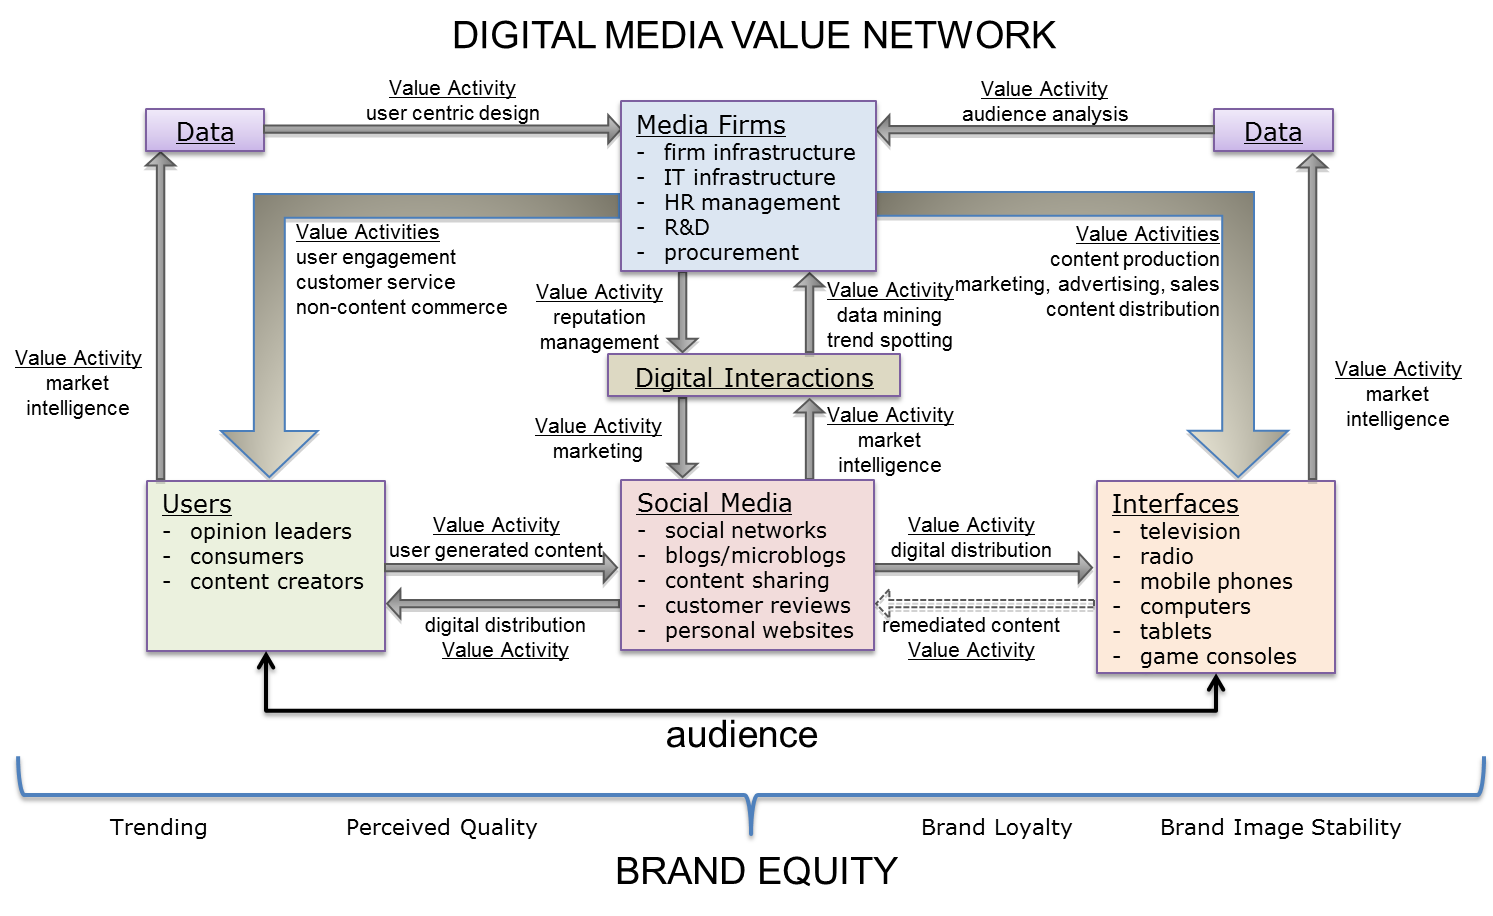 DIGITAL MEDIA VALUE NETWORK
Value Activity
user centric design
Value Activity
audience analysis
Data
Data
Media Firms
- firm infrastructure
- IT infrastructure
- HR management
- R&D
- procurement
Value Activities
user engagement
customer service
non-content commerce
Value Activities
content production
marketing, advertising, sales
content distribution
Value Activity
reputation
management
Value Activity
data mining
trend spotting
Value Activity
market
intelligence
Value Activity
market
intelligence
Digital Interactions
Value Activity
marketing
Value Activity
market
intelligence
Users
- opinion leaders
- consumers
- content creators
Value Activity
user generated content
digital distribution
Value Activity
Social Media
- social networks
- blogs/microblogs
- content sharing
- customer reviews
- personal websites
Value Activity
digital distribution
remediated content
Value Activity
Interfaces
- television
- radio
- mobile phones
- computers
- tablets
- game consoles
audience
Trending
Perceived Quality
Brand Loyalty
Brand Image Stability
BRAND EQUITY